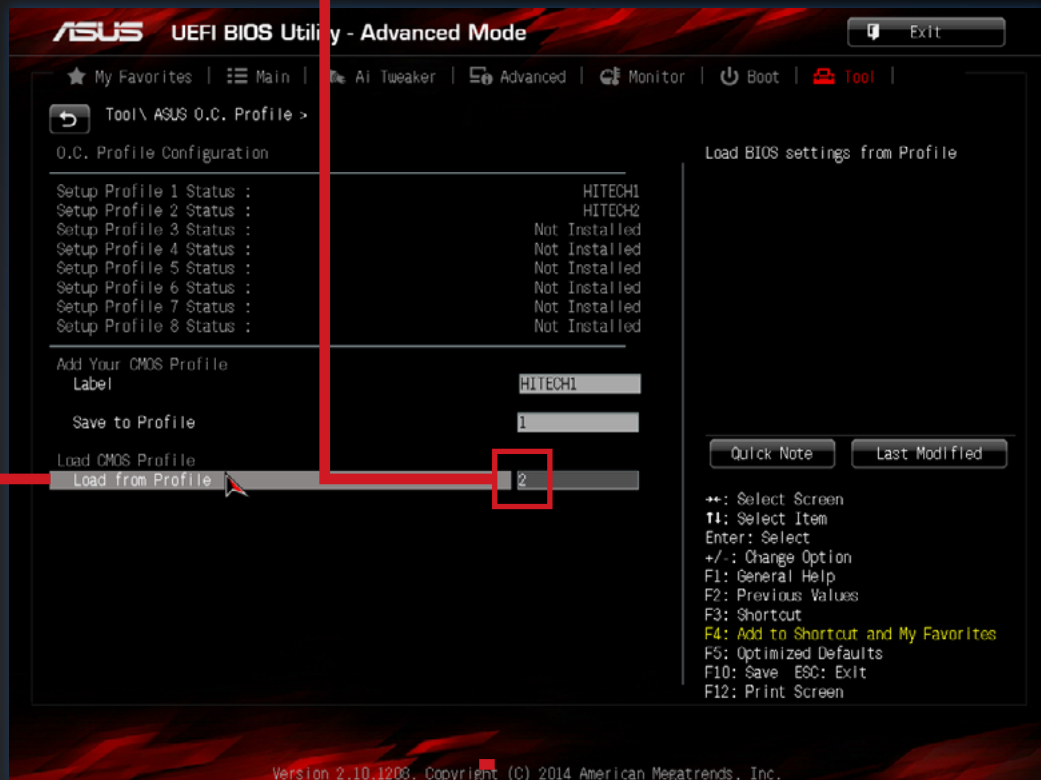 ASUS UEFI BIOS Utility - Advanced Mode
Exit
My Favorites | Main | Ai Tweaker | Advanced | Monitor | Boot | Tool |
Tool\ ASUS O.C. Profile >
O.C. Profile Configuration
Load BIOS settings from Profile
Setup Profile 1 Status : HITECH1
Setup Profile 2 Status : HITECH2
Setup Profile 3 Status : Not Installed
Setup Profile 4 Status : Not Installed
Setup Profile 5 Status : Not Installed
Setup Profile 6 Status : Not Installed
Setup Profile 7 Status : Not Installed
Setup Profile 8 Status : Not Installed
Add Your CMOS Profile
Label HITECH1
Save to Profile 1
Load CMOS Profile
Load from Profile 2
Quick Note Last Modified
→←: Select Screen
↑↓: Select Item
Enter: Select
+/-: Change Option
F1: General Help
F2: Previous Values
F3: Shortcut
F4: Add to Shortcut and My Favorites
F5: Optimized Defaults
F10: Save ESC: Exit
F12: Print Screen
Version 2.10.1208. Copyright (C) 2014 American Megatrends, Inc.